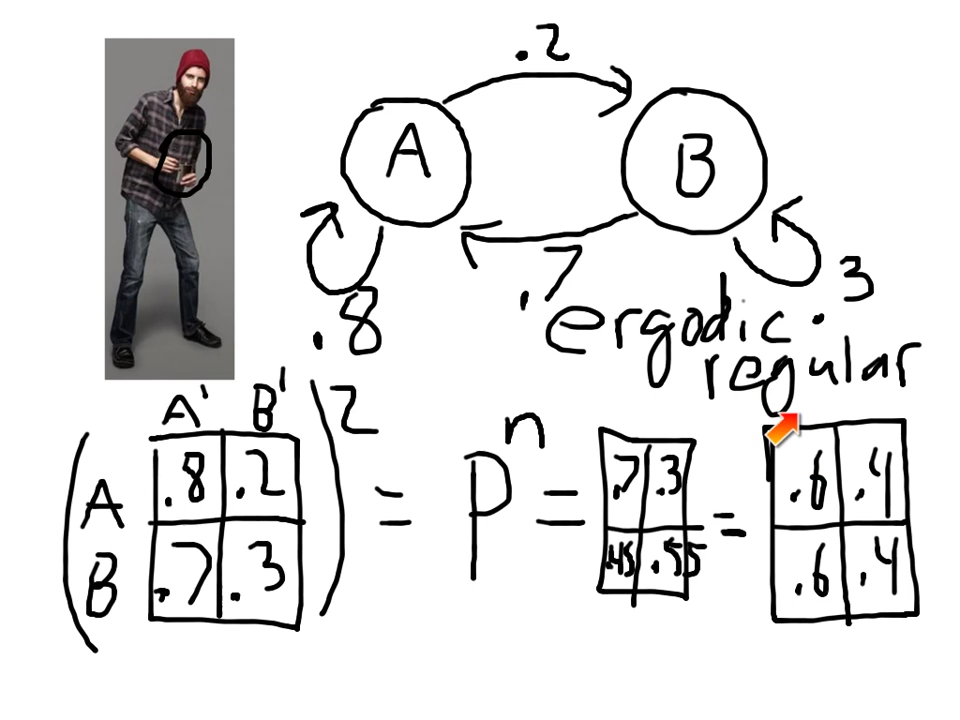 .2
A B
.8 .7 .3
ergodic
regular
A' B'
( A .8 .2 )2 = Pn = .7 .3 = .6 .4
B .7 .3 .45 .55 .6 .4